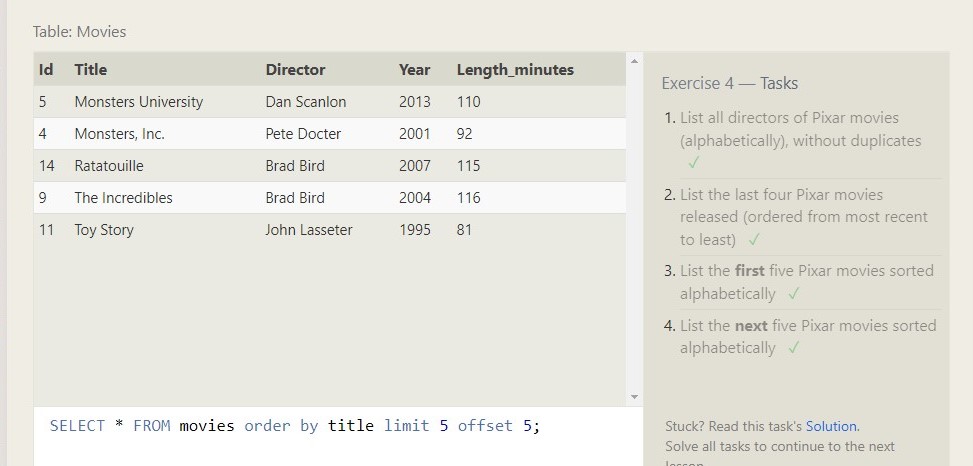 Table: Movies
Id Title Director Year Length_minutes
5 Monsters University Dan Scanlon 2013 110
4 Monsters, Inc. Pete Docter 2001 92
14 Ratatouille Brad Bird 2007 115
9 The Incredibles Brad Bird 2004 116
11 Toy Story John Lasseter 1995 81
SELECT * FROM movies order by title limit 5 offset 5;
Exercise 4 — Tasks
1. List all directors of Pixar movies
(alphabetically), without duplicates
✓
2. List the last four Pixar movies
released (ordered from most recent
to least) ✓
3. List the first five Pixar movies sorted
alphabetically ✓
4. List the next five Pixar movies sorted
alphabetically ✓
Stuck? Read this task's Solution.
Solve all tasks to continue to the next